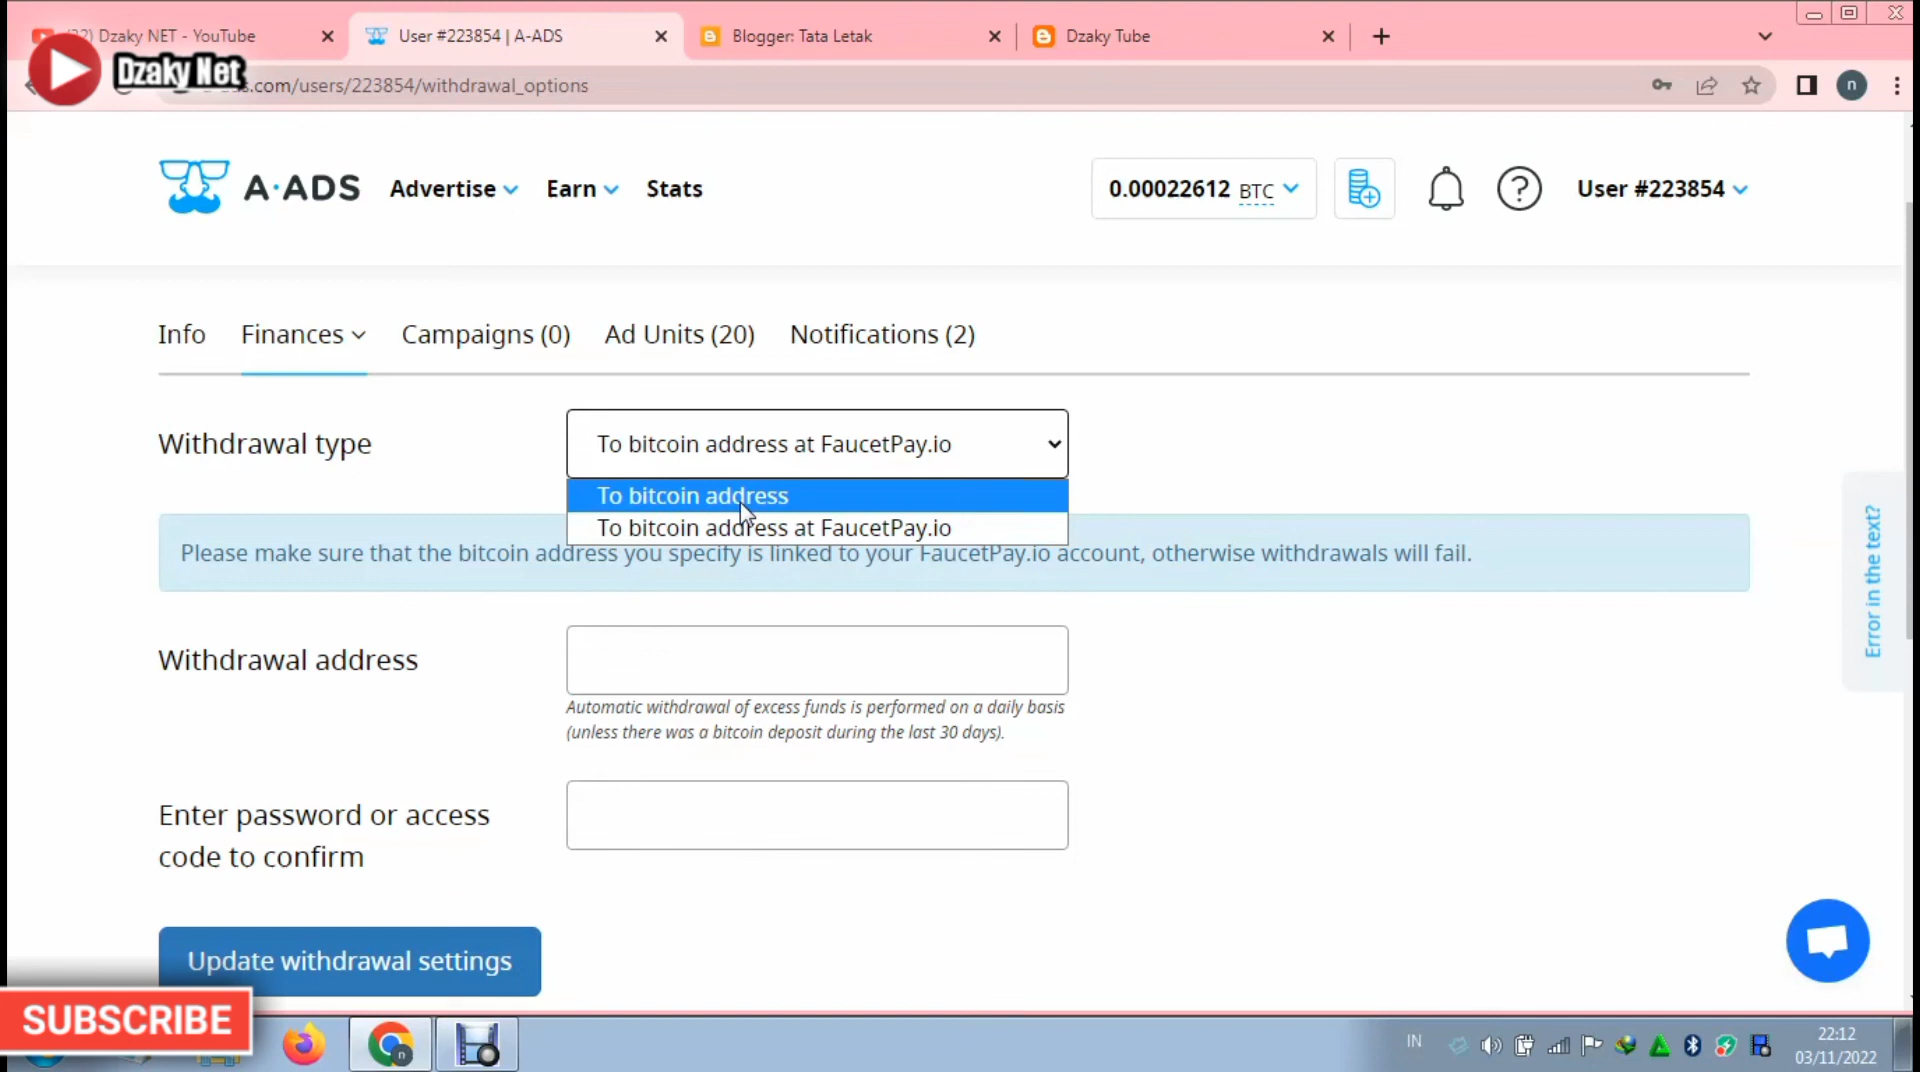 Dzaky NET - YouTube
User #223854 | A-ADS
Blogger: Tata Letak
Dzaky Tube
Dzaky Net
.com/users/223854/withdrawal_options
n
A·ADS
Advertise
Earn
Stats
0.00022612 BTC
User #223854
Info
Finances
Campaigns (0)
Ad Units (20)
Notifications (2)
Withdrawal type
To bitcoin address at FaucetPay.io
To bitcoin address
To bitcoin address at FaucetPay.io
Please make sure that the bitcoin address you specify is linked to your FaucetPay.io account, otherwise withdrawals will fail.
Error in the text?
Withdrawal address
Automatic withdrawal of excess funds is performed on a daily basis
(unless there was a bitcoin deposit during the last 30 days).
Enter password or access
code to confirm
Update withdrawal settings
SUBSCRIBE
n
IN
22:12
03/11/2022